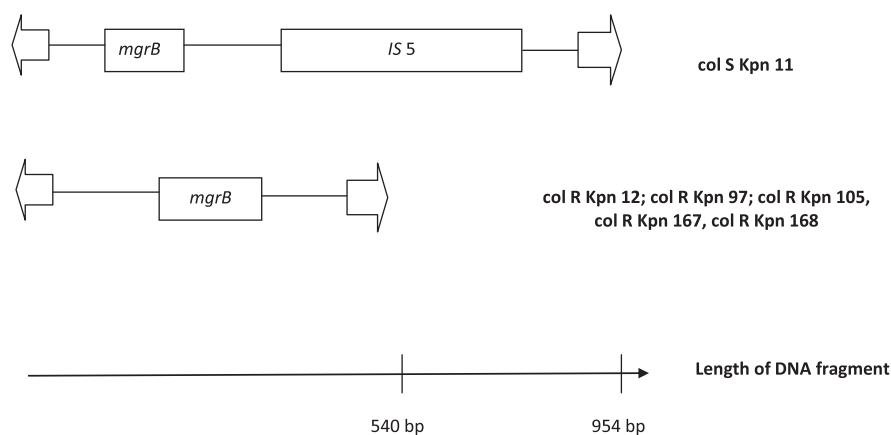 mgrB
IS 5
col S Kpn 11
mgrB
col R Kpn 12; col R Kpn 97; col R Kpn 105,
col R Kpn 167, col R Kpn 168
Length of DNA fragment
540 bp
954 bp